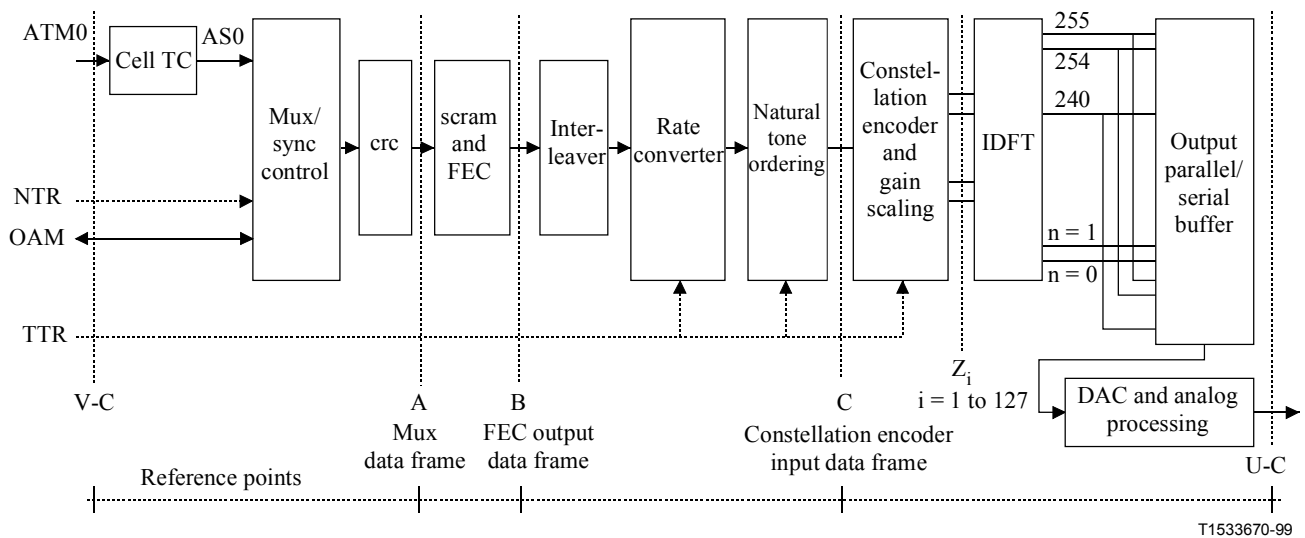 ATM0
Cell TC
AS0
Mux/
sync
control
crc
scram
and
FEC
Inter-
leaver
Rate
converter
Natural
tone
ordering
Constel-
lation
encoder
and
gain
scaling
IDFT
255
254
240
n = 1
n = 0
Output
parallel/
serial
buffer
NTR
OAM
TTR
V-C
A
Mux
data frame
B
FEC output
data frame
C
Constellation encoder
input data frame
Zi
i = 1 to 127
DAC and analog
processing
U-C
Reference points
T1533670-99